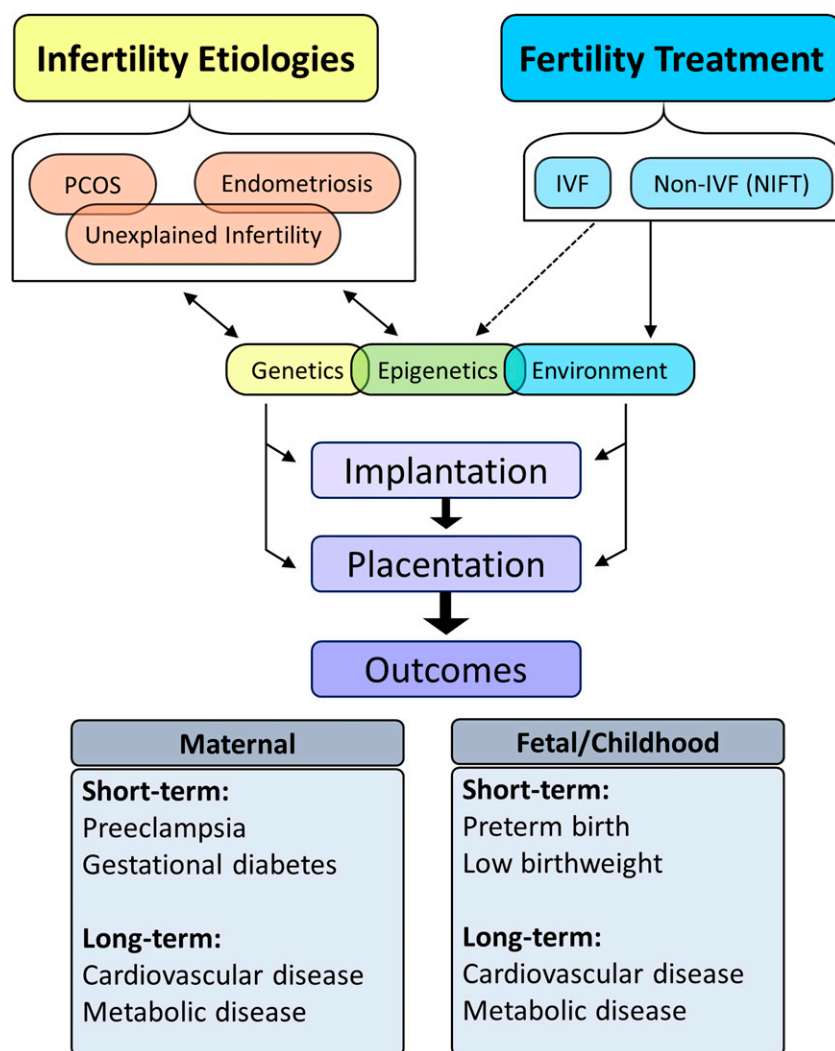 Infertility Etiologies
Fertility Treatment
PCOS
Endometriosis
Unexplained Infertility
IVF
Non-IVF (NIFT)
Genetics
Epigenetics
Environment
Implantation
Placentation
Outcomes
Maternal
Short-term:
Preeclampsia
Gestational diabetes
Long-term:
Cardiovascular disease
Metabolic disease
Fetal/Childhood
Short-term:
Preterm birth
Low birthweight
Long-term:
Cardiovascular disease
Metabolic disease